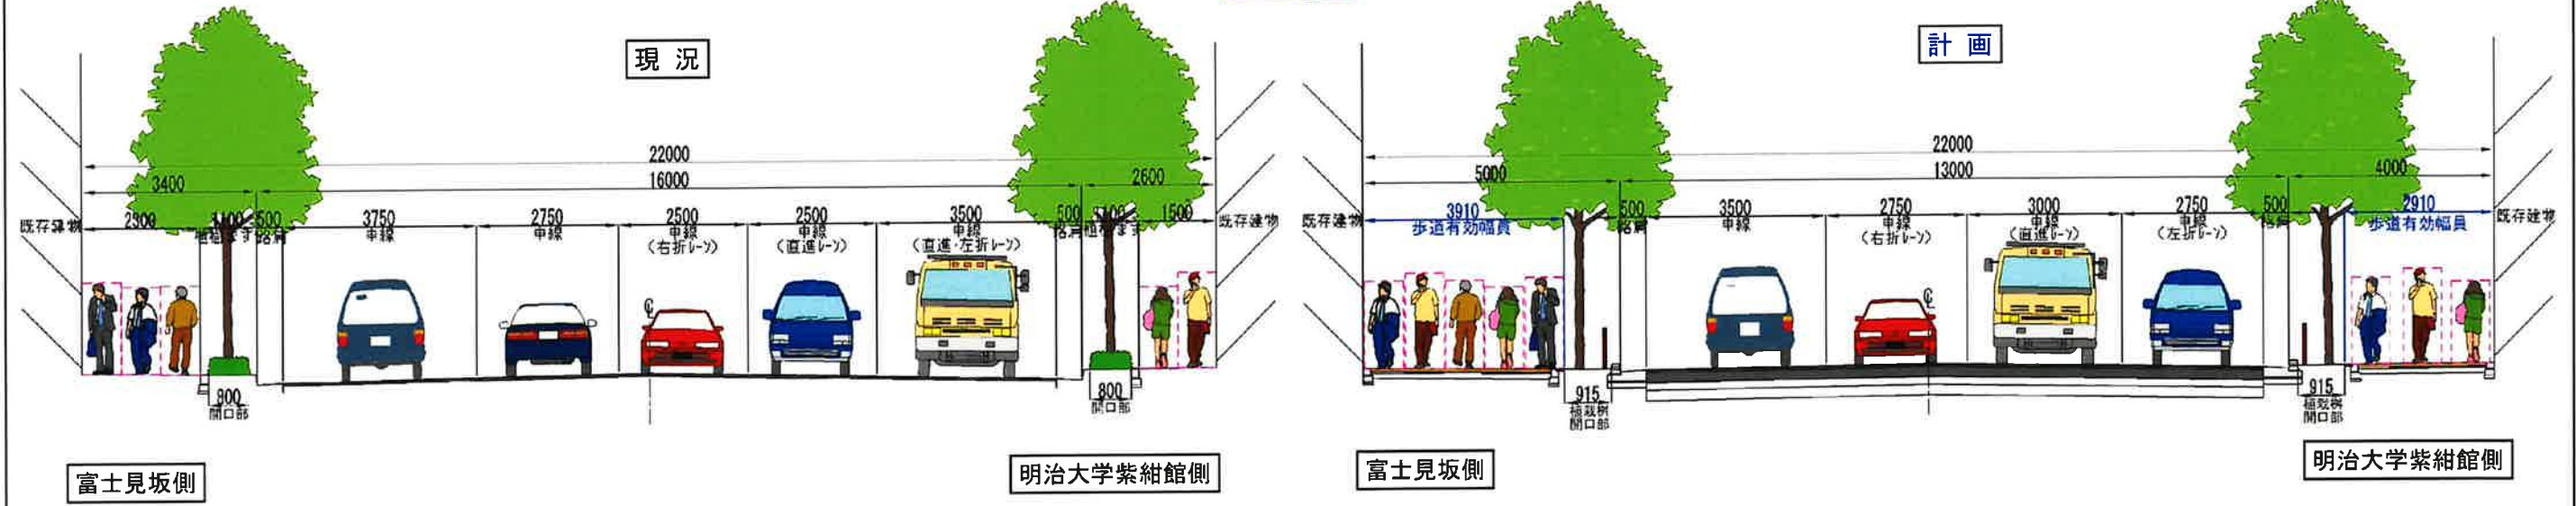 現況
22000
3400
16000
2600
既存建物
2300
1100
500
3750
車線
2750
車線
2500
車線
(右折レーン)
2500
車線
(直進レーン)
3500
車線
(直進・左折レーン)
500
1100
1500
既存建物
路肩
植樹ます
℄
800
開口部
800
開口部
富士見坂側
明治大学紫紺館側
計画
22000
5000
13000
4000
既存建物
3910
歩道有効幅員
500
路肩
3500
車線
2750
車線
(右折レーン)
3000
車線
(直進レーン)
2750
車線
(左折レーン)
500
路肩
2910
歩道有効幅員
既存建物
℄
915
植栽桝
開口部
915
植栽桝
開口部
富士見坂側
明治大学紫紺館側